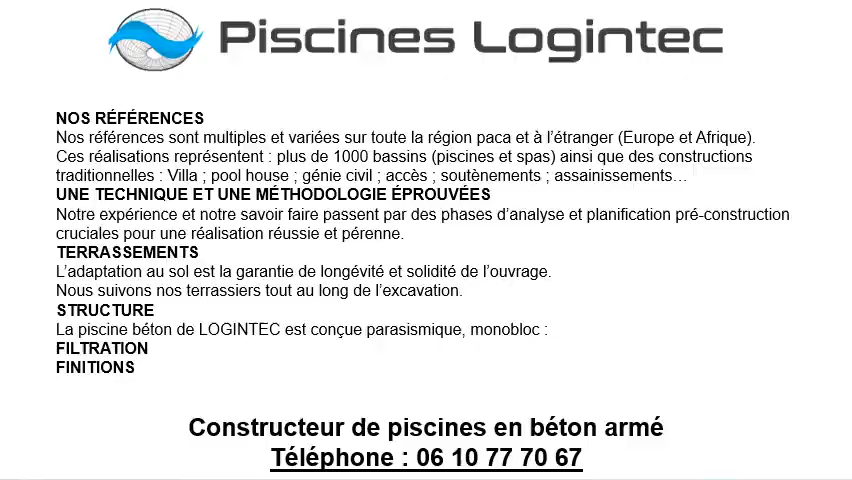 Piscines Logintec
NOS RÉFÉRENCES
Nos références sont multiples et variées sur toute la région paca et à l’étranger (Europe et Afrique).
Ces réalisations représentent : plus de 1000 bassins (piscines et spas) ainsi que des constructions
traditionnelles : Villa ; pool house ; génie civil ; accès ; soutènements ; assainissements…
UNE TECHNIQUE ET UNE MÉTHODOLOGIE ÉPROUVÉES
Notre expérience et notre savoir faire passent par des phases d’analyse et planification pré-construction
cruciales pour une réalisation réussie et pérenne.
TERRASSEMENTS
L’adaptation au sol est la garantie de longévité et solidité de l’ouvrage.
Nous suivons nos terrassiers tout au long de l’excavation.
STRUCTURE
La piscine béton de LOGINTEC est conçue parasismique, monobloc :
FILTRATION
FINITIONS
Constructeur de piscines en béton armé
Téléphone : 06 10 77 70 67